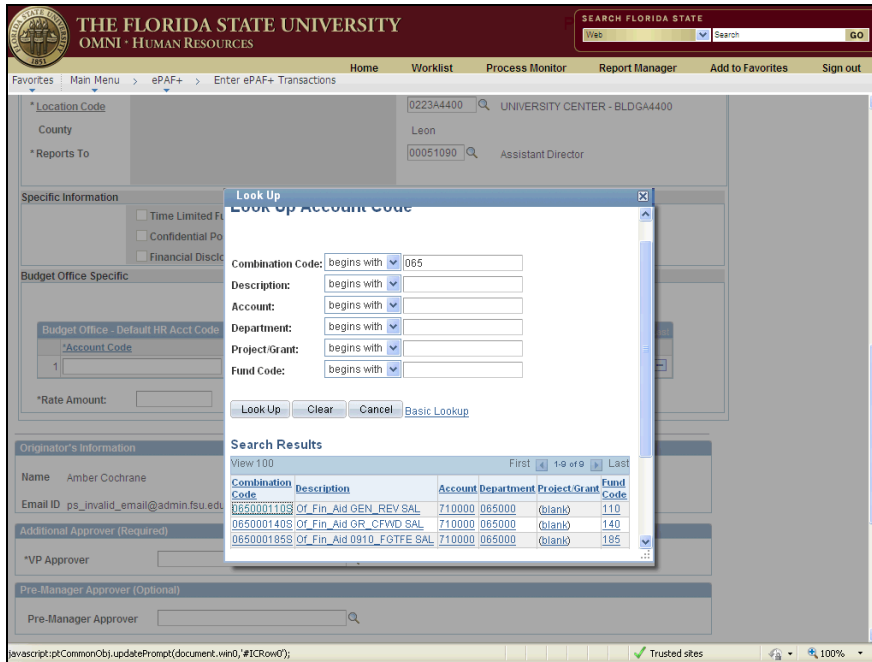 THE FLORIDA STATE UNIVERSITY
OMNI · HUMAN RESOURCES
1851
SEARCH FLORIDA STATE
Web Search GO
Home Worklist Process Monitor Report Manager Add to Favorites Sign out
Favorites Main Menu > ePAF+ > Enter ePAF+ Transactions
*Location Code 0223A4400 UNIVERSITY CENTER - BLDGA4400
County Leon
*Reports To 00051090 Assistant Director
Specific Information
Time Limited
Confidential
Financial
Budget Office Specific
Budget Office - Default HR Acct Code
*Account Code
1
*Rate Amount:
Look Up
Look Up Account Code
Combination Code: begins with 065
Description: begins with
Account: begins with
Department: begins with
Project/Grant: begins with
Fund Code: begins with
Look Up Clear Cancel Basic Lookup
Search Results
View 100 First 1-9 of 9 Last
Combination Code Description Account Department Project/Grant Fund Code
065000110S Of_Fin_Aid GEN_REV SAL 710000 065000 (blank) 110
065000140S Of_Fin_Aid GR_CFWD SAL 710000 065000 (blank) 140
065000185S Of_Fin_Aid 0910_FGTFE SAL 710000 065000 (blank) 185
Originator's Information
Name Amber Cochrane
Email ID ps_invalid_email@admin.fsu.edu
Additional Approver (Required)
*VP Approver
Pre-Manager Approver (Optional)
Pre-Manager Approver
javascript:ptCommonObj.updatePrompt(document.win0,'#ICRow0'); Trusted sites 100%